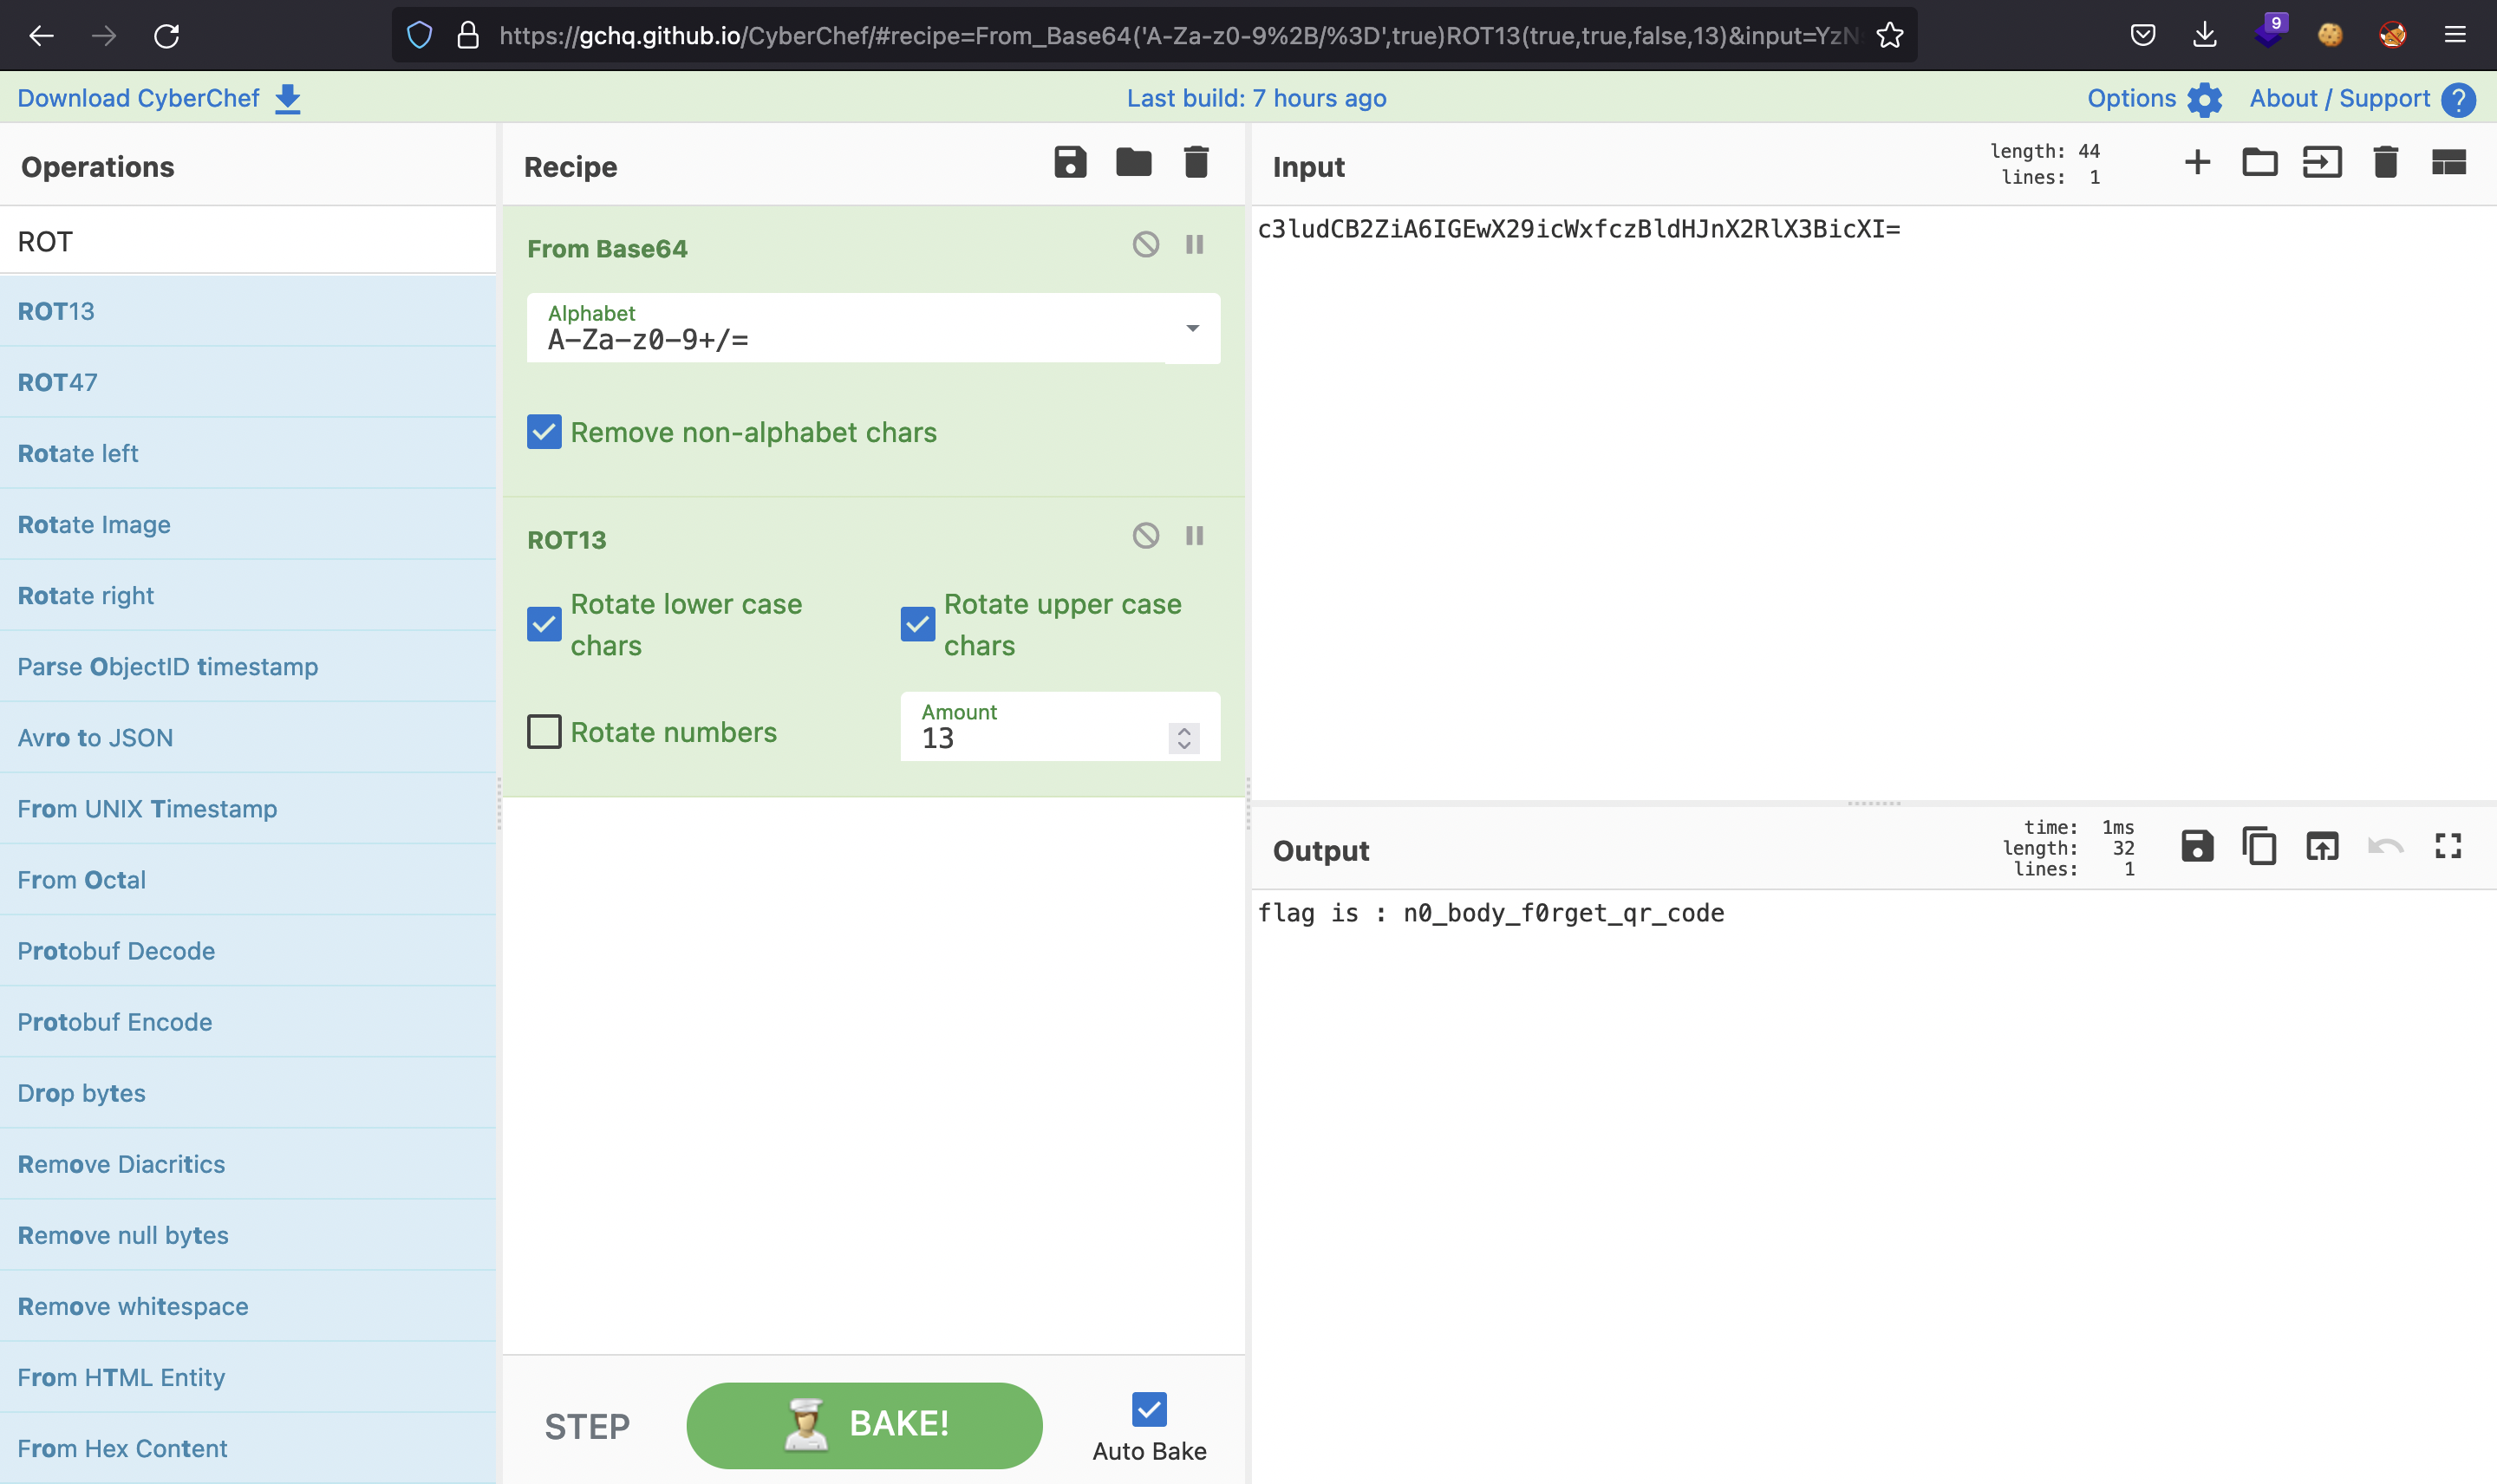 https://gchq.github.io/CyberChef/#recipe=From_Base64('A-Za-z0-9%2B/%3D',true)ROT13(true,true,false,13)&input=YzN
9
Download CyberChef
Last build: 7 hours ago
Options
About / Support
Operations
ROT
ROT13
ROT47
Rotate left
Rotate Image
Rotate right
Parse ObjectID timestamp
Avro to JSON
From UNIX Timestamp
From Octal
Protobuf Decode
Protobuf Encode
Drop bytes
Remove Diacritics
Remove null bytes
Remove whitespace
From HTML Entity
From Hex Content
Recipe
From Base64
Alphabet
A-Za-z0-9+/=
Remove non-alphabet chars
ROT13
Rotate lower case
chars
Rotate upper case
chars
Rotate numbers
Amount
13
STEP
BAKE!
Auto Bake
Input
length: 44
lines: 1
c3ludCB2ZiA6IGEwX29icWxfczBldHJnX2RlX3BicXI=
Output
time: 1ms
length: 32
lines: 1
flag is : n0_body_f0rget_qr_code